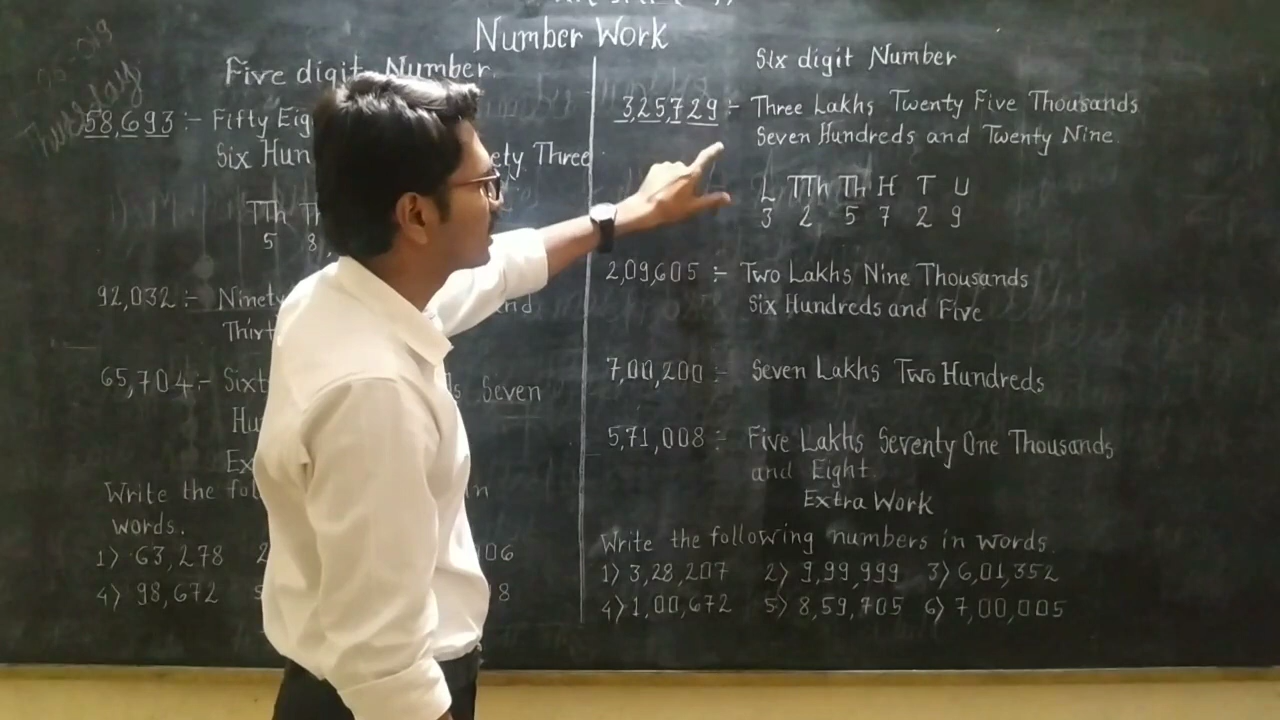 Number Work
Tuesday
Five digit Number.
58,693 :- Fifty Eig
Six Hun ety Three
TTh Th
5 8
92,032 :- Ninety nd
Thirt
65,704 :- Sixt s Seven
Hu
Ex
Write the fol in
words.
1) 63,278 2 06
4) 98,672 5 8
Six digit Number
3,25,729 :- Three Lakhs Twenty Five Thousands
Seven Hundreds and Twenty Nine.
L TTh Th H T U
3 2 5 7 2 9
2,09,605 :- Two Lakhs Nine Thousands
Six Hundreds and Five
7,00,200 :- Seven Lakhs Two Hundreds
5,71,008 :- Five Lakhs Seventy One Thousands
and Eight.
Extra Work
Write the following numbers in words.
1) 3,28,207 2) 9,99,999 3) 6,01,352
4) 1,00,672 5) 8,59,705 6) 7,00,005